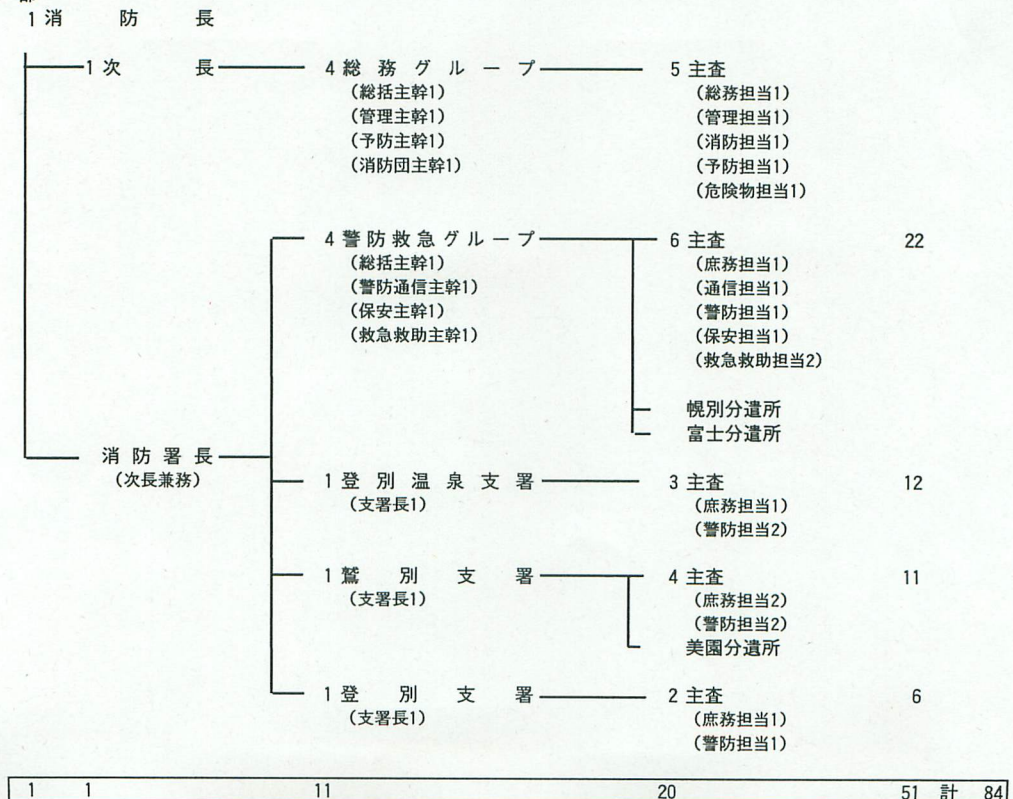 1 消防長
1 次長 4 総務グループ 5 主査
(総括主幹1) (総務担当1)
(管理主幹1) (管理担当1)
(予防主幹1) (消防担当1)
(消防団主幹1) (予防担当1)
(危険物担当1)
4 警防救急グループ 6 主査 22
(総括主幹1) (庶務担当1)
(警防通信主幹1) (通信担当1)
(保安主幹1) (警防担当1)
(救急救助主幹1) (保安担当1)
(救急救助担当2)
幌別分遣所
富士分遣所
消防署長
(次長兼務) 1 登別温泉支署 3 主査 12
(支署長1) (庶務担当1)
(警防担当2)
1 鷲別支署 4 主査 11
(支署長1) (庶務担当2)
(警防担当2)
美園分遣所
1 登別支署 2 主査 6
(支署長1) (庶務担当1)
(警防担当1)
1 1 11 20 51 計 84